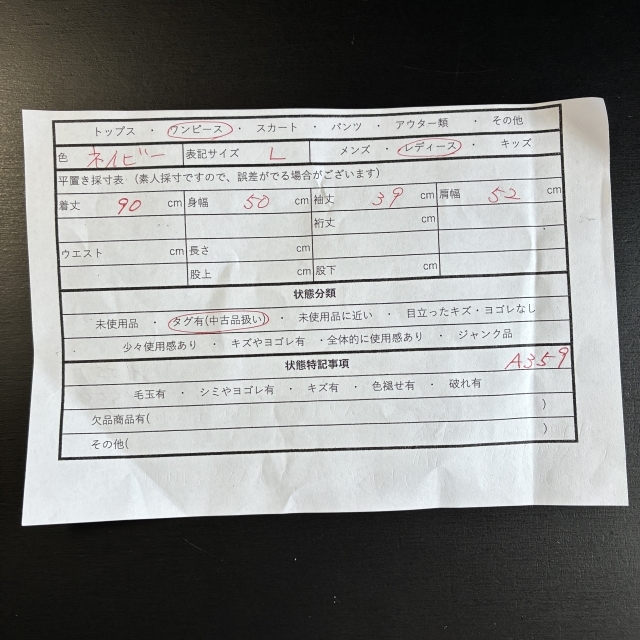 トップス ・ ワンピース ・ スカート ・ パンツ ・ アウター類 ・ その他
色 ネイビー 表記サイズ L メンズ ・ レディース ・ キッズ
平置き採寸表 (素人採寸ですので、誤差がでる場合がございます)
着丈 90 cm 身幅 50 cm 袖丈 39 cm 肩幅 52 cm
裄丈 cm
ウエスト cm 長さ cm
股上 cm 股下 cm
状態分類
未使用品 ・ タグ有(中古品扱い) ・ 未使用品に近い ・ 目立ったキズ・ヨゴレなし
少々使用感あり ・ キズやヨゴレ有 ・全体的に使用感あり ・ ジャンク品
状態特記事項 A359
毛玉有 ・ シミやヨゴレ有 ・ キズ有 ・ 色褪せ有 ・ 破れ有
欠品商品有( )
その他( )